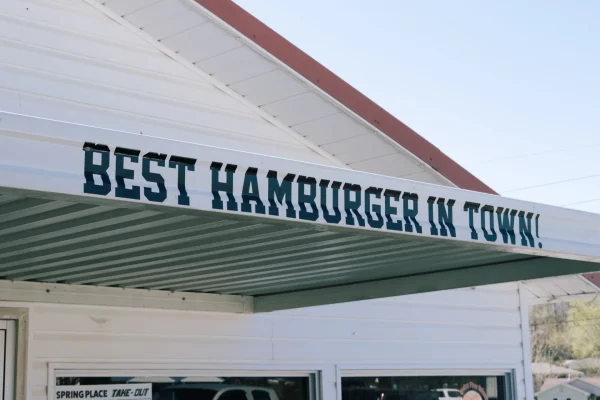 BEST HAMBURGER IN TOWN!
SPRING PLACE TAKE-OUT